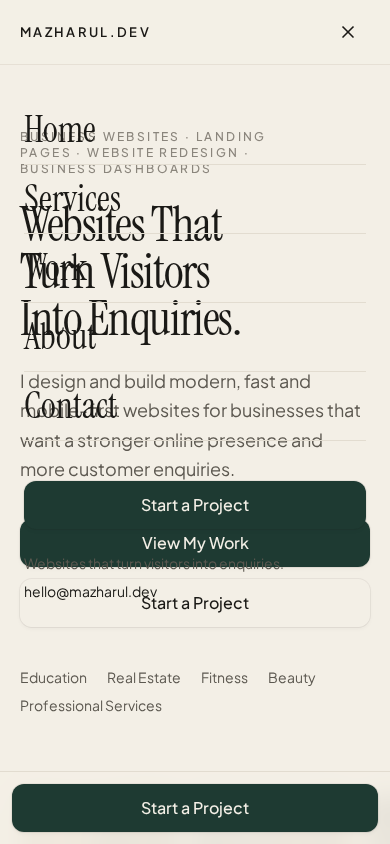 MAZHARUL.DEV
Home
BUSINESS WEBSITES · LANDING
PAGES · WEBSITE REDESIGN ·
BUSINESS DASHBOARDS
Services
Websites That
Work
Turn Visitors
Into Enquiries.
About
I design and build modern, fast and
Contact
mobile-first websites for businesses that
want a stronger online presence and
more customer enquiries.
Start a Project
View My Work
Websites that turn visitors into enquiries.
hello@mazharul.dev
Start a Project
Education Real Estate Fitness Beauty
Professional Services
Start a Project